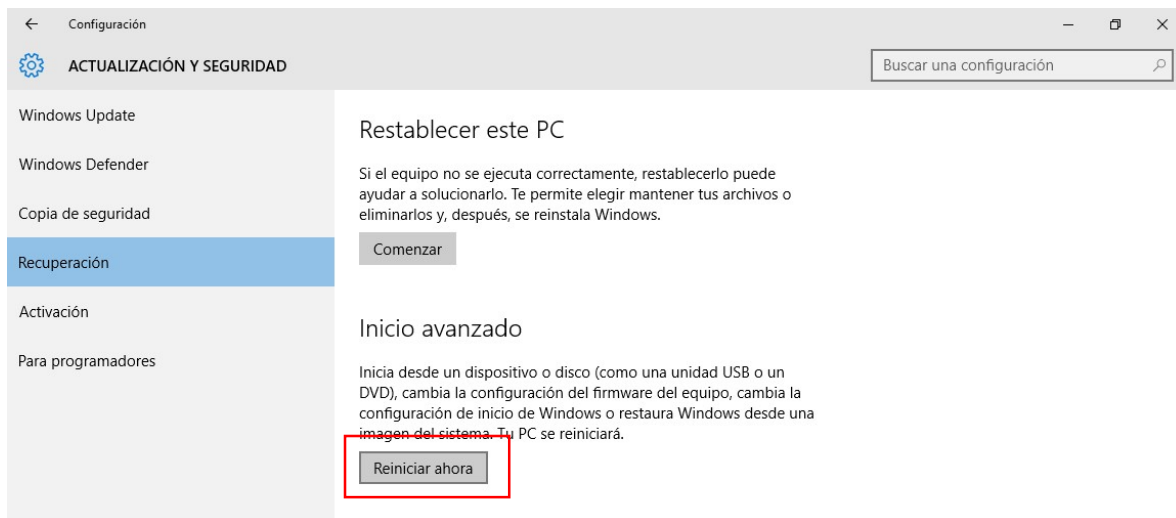 Configuración
ACTUALIZACIÓN Y SEGURIDAD
Buscar una configuración
Windows Update
Windows Defender
Copia de seguridad
Recuperación
Activación
Para programadores
Restablecer este PC
Si el equipo no se ejecuta correctamente, restablecerlo puede
ayudar a solucionarlo. Te permite elegir mantener tus archivos o
eliminarlos y, después, se reinstala Windows.
Comenzar
Inicio avanzado
Inicia desde un dispositivo o disco (como una unidad USB o un
DVD), cambia la configuración del firmware del equipo, cambia la
configuración de inicio de Windows o restaura Windows desde una
imagen del sistema. Tu PC se reiniciará.
Reiniciar ahora